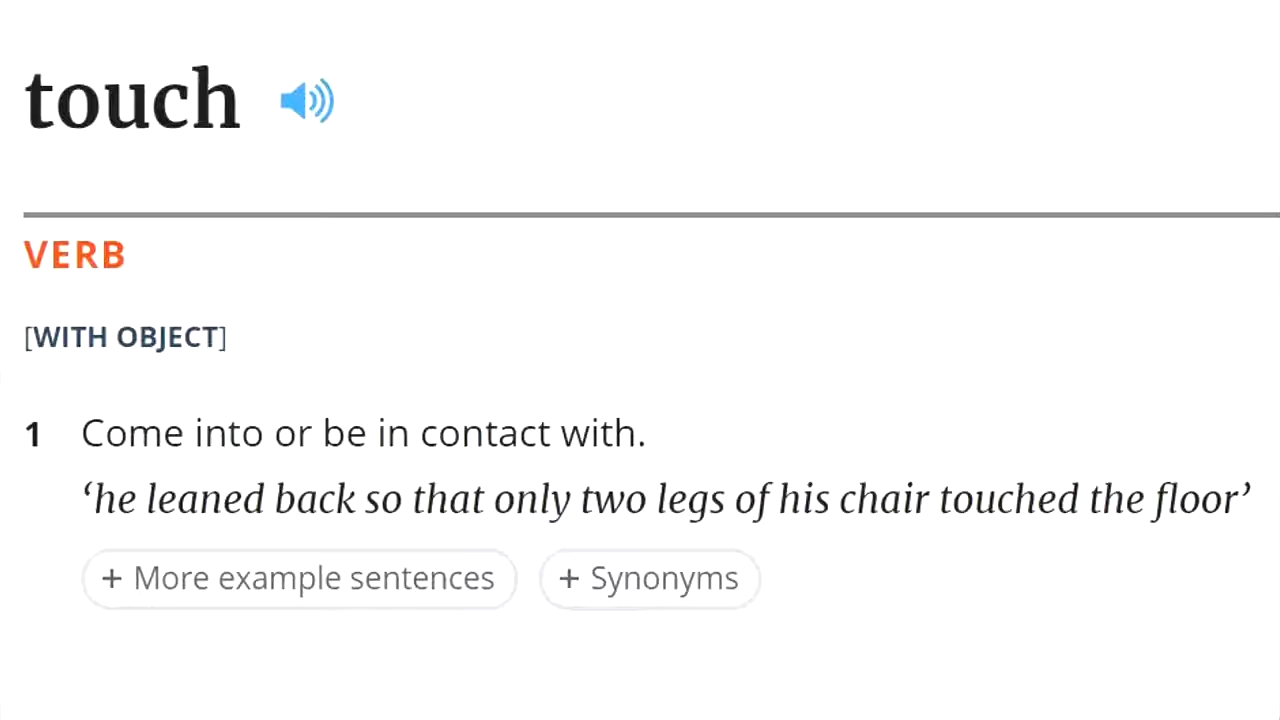 touch
VERB
[WITH OBJECT]
1 Come into or be in contact with.
‘he leaned back so that only two legs of his chair touched the floor’
+ More example sentences + Synonyms